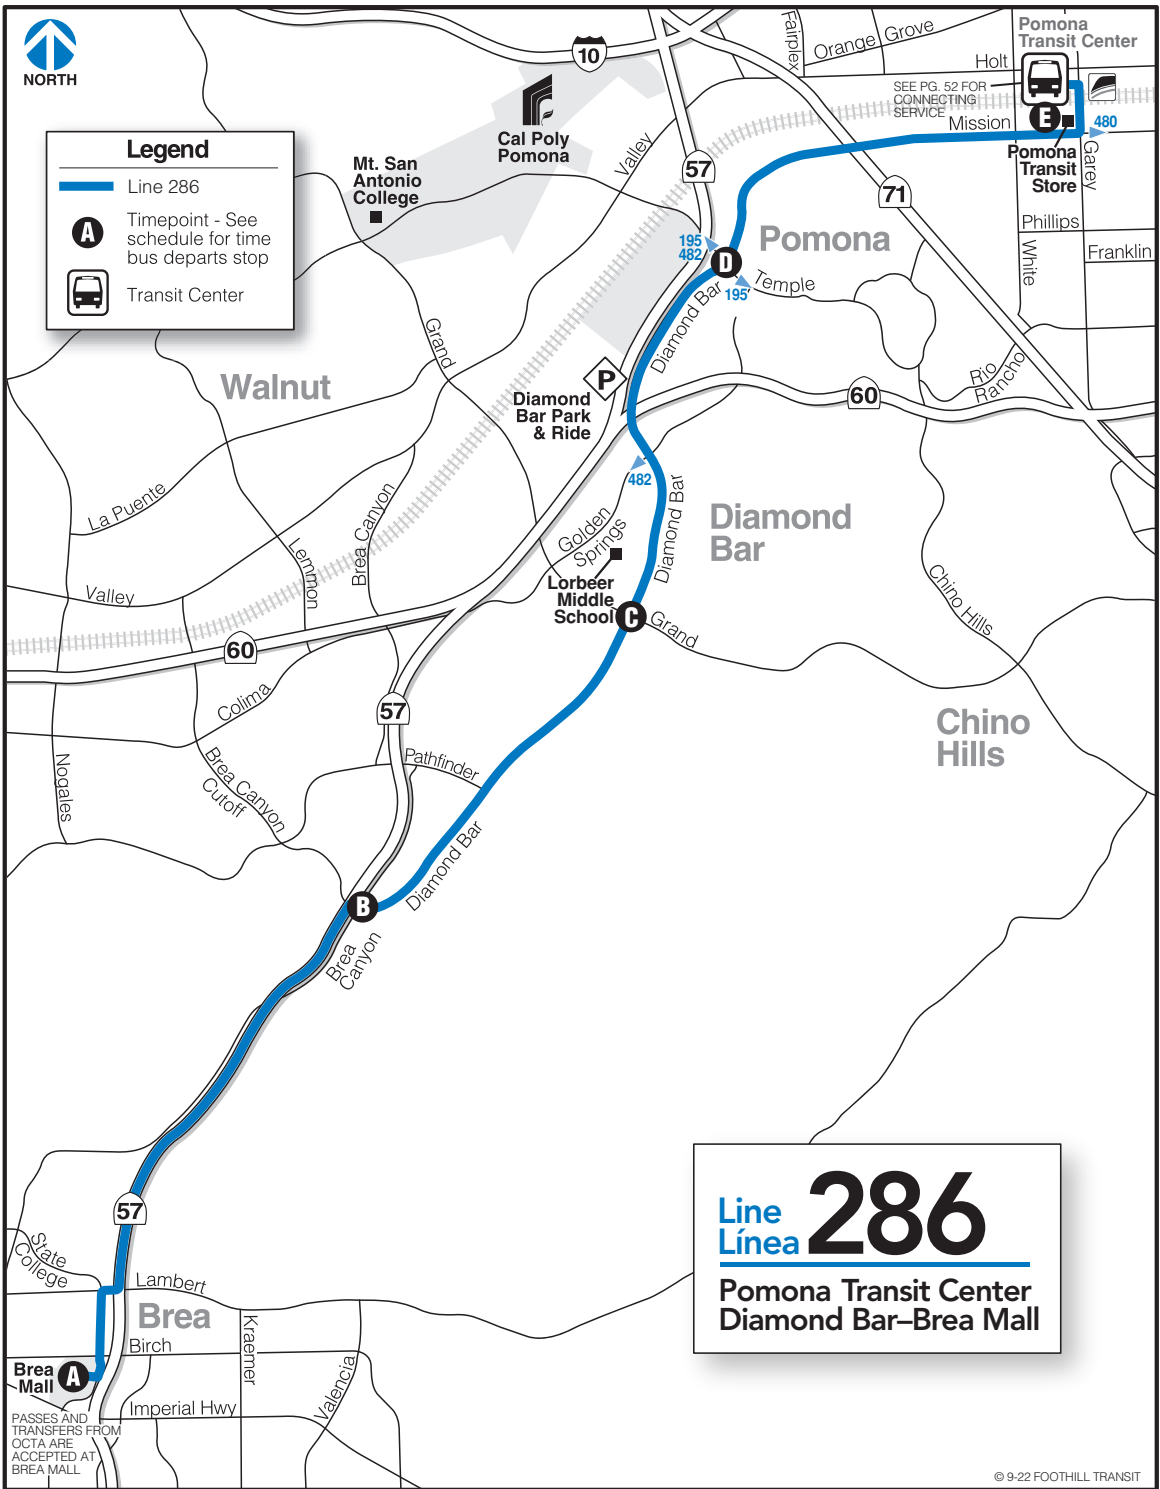 NORTH
Legend
Line 286
A
Timepoint - See
schedule for time
bus departs stop
Transit Center
10
Cal Poly
Pomona
Mt. San
Antonio
College
Fairplex
Orange Grove
Pomona
Transit Center
Holt
SEE PG. 52 FOR
CONNECTING
SERVICE
Mission
E
480
Pomona
Transit
Store
Garey
Valley
57
71
Phillips
White
Franklin
Pomona
195
482
D
195
Temple
Diamond Bar
Grand
Walnut
P
Diamond
Bar Park
& Ride
Rio
Rancho
60
482
Diamond Bar
Diamond
Bar
La Puente
Brea Canyon
Lemmon
Golden
Springs
Lorbeer
Middle
School
C
Grand
Chino Hills
Valley
60
Colima
57
Chino
Hills
Nogales
Brea Canyon
Cutoff
Pathfinder
Diamond Bar
B
Brea
Canyon
57
State
College
Lambert
Brea
Birch
Kraemer
Valencia
Brea
Mall
A
Imperial Hwy
PASSES AND
TRANSFERS FROM
OCTA ARE
ACCEPTED AT
BREA MALL
Line
Línea
286
Pomona Transit Center
Diamond Bar–Brea Mall
© 9-22 FOOTHILL TRANSIT